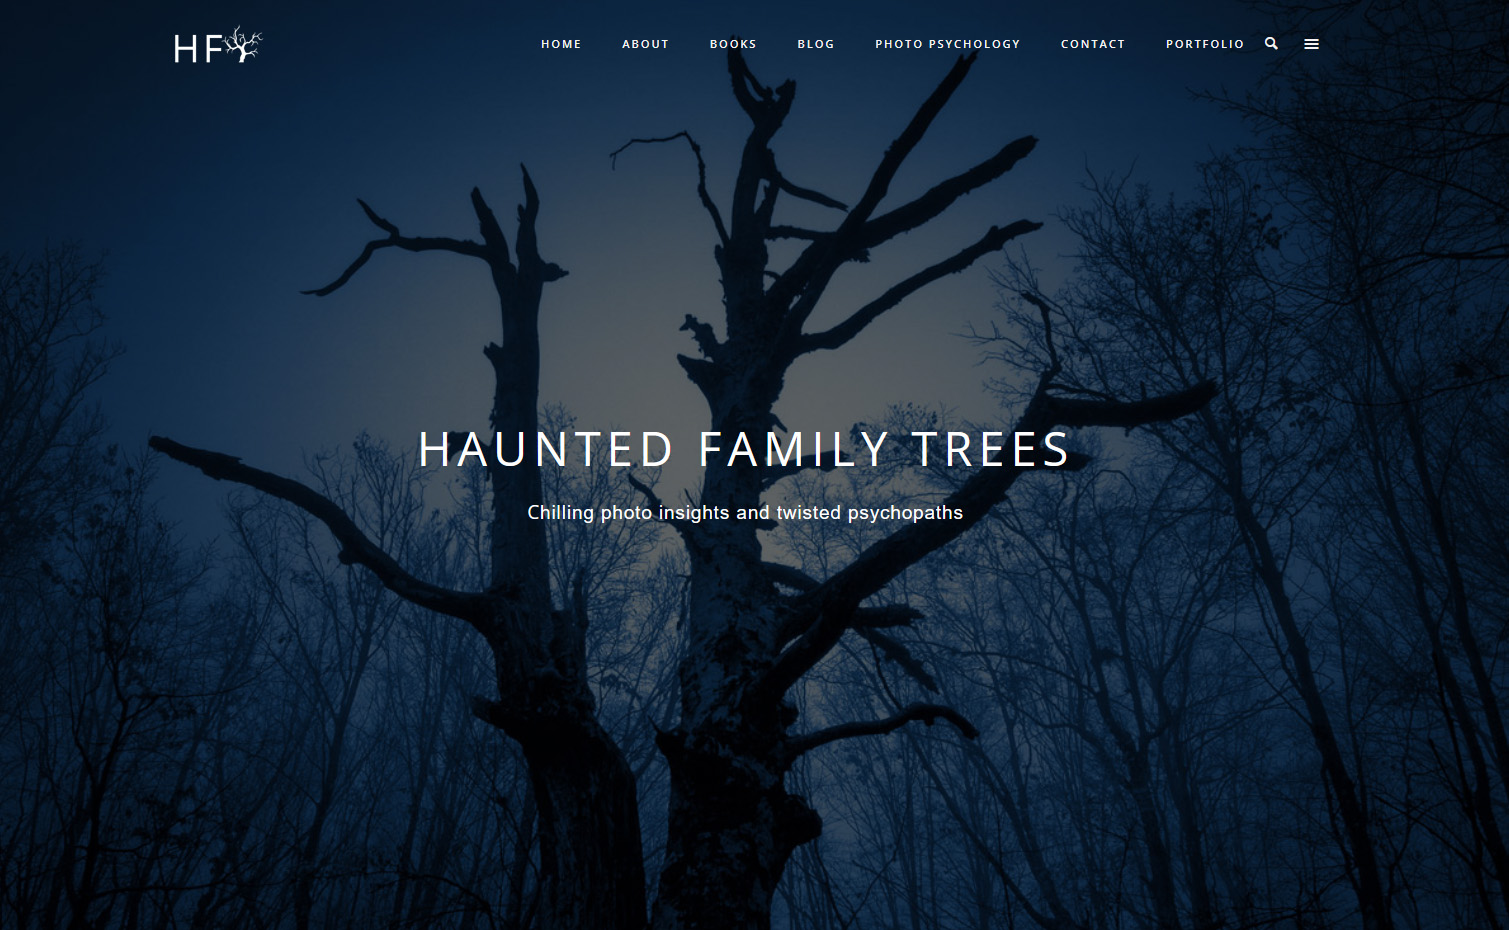 HF
HOME ABOUT BOOKS BLOG PHOTO PSYCHOLOGY CONTACT PORTFOLIO
HAUNTED FAMILY TREES
Chilling photo insights and twisted psychopaths